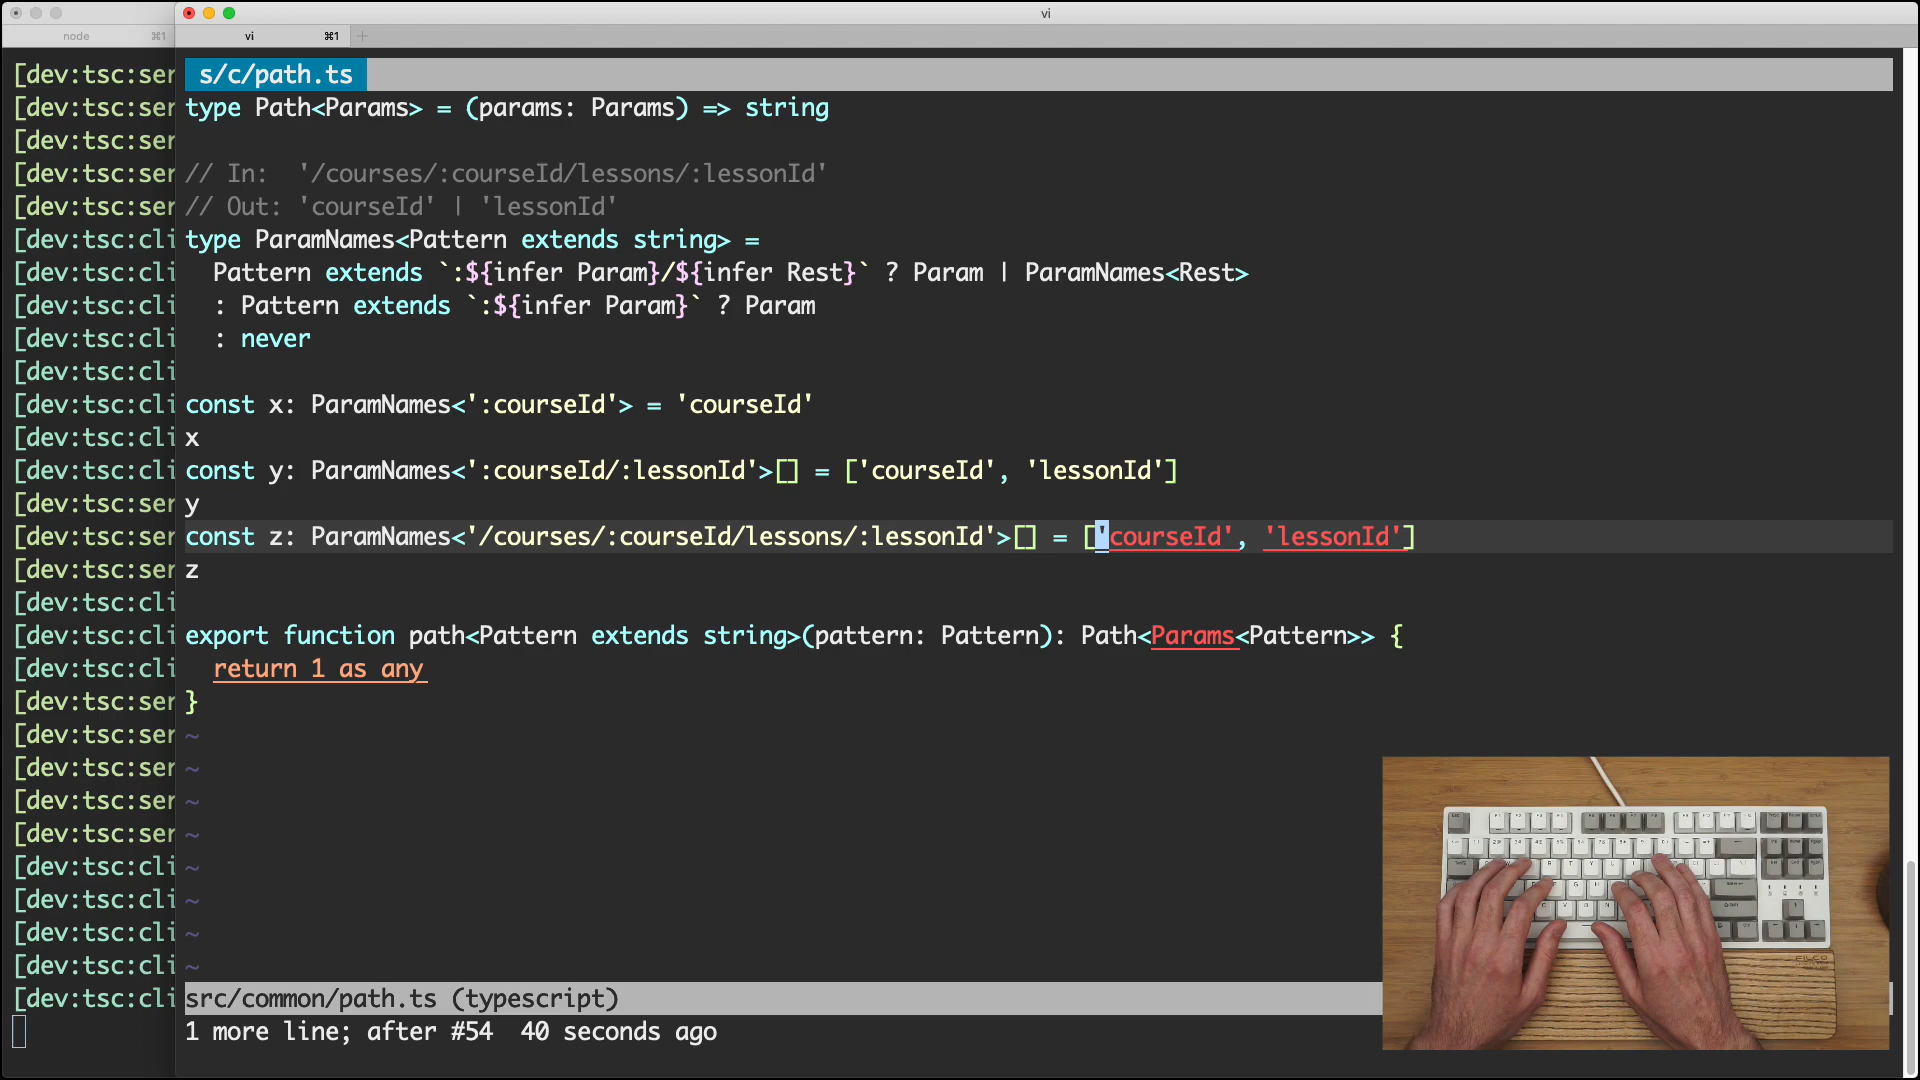 vi
node ⌘1
vi ⌘1 +
s/c/path.ts
type Path<Params> = (params: Params) => string
// In:  '/courses/:courseId/lessons/:lessonId'
// Out: 'courseId' | 'lessonId'
type ParamNames<Pattern extends string> =
  Pattern extends `:${infer Param}/${infer Rest}` ? Param | ParamNames<Rest>
  : Pattern extends `:${infer Param}` ? Param
  : never
const x: ParamNames<':courseId'> = 'courseId'
x
const y: ParamNames<':courseId/:lessonId'>[] = ['courseId', 'lessonId']
y
const z: ParamNames<'/courses/:courseId/lessons/:lessonId'>[] = ['courseId', 'lessonId']
z
export function path<Pattern extends string>(pattern: Pattern): Path<Params<Pattern>> {
  return 1 as any
}
~
~
~
~
~
~
~
~
src/common/path.ts (typescript)
1 more line; after #54  40 seconds ago
[dev:tsc:ser
[dev:tsc:ser
[dev:tsc:ser
[dev:tsc:ser
[dev:tsc:ser
[dev:tsc:cli
[dev:tsc:cli
[dev:tsc:cli
[dev:tsc:cli
[dev:tsc:cli
[dev:tsc:cli
[dev:tsc:cli
[dev:tsc:cli
[dev:tsc:ser
[dev:tsc:ser
[dev:tsc:ser
[dev:tsc:cli
[dev:tsc:cli
[dev:tsc:cli
[dev:tsc:ser
[dev:tsc:ser
[dev:tsc:ser
[dev:tsc:ser
[dev:tsc:ser
[dev:tsc:cli
[dev:tsc:cli
[dev:tsc:cli
[dev:tsc:cli
[dev:tsc:cli
FILCO